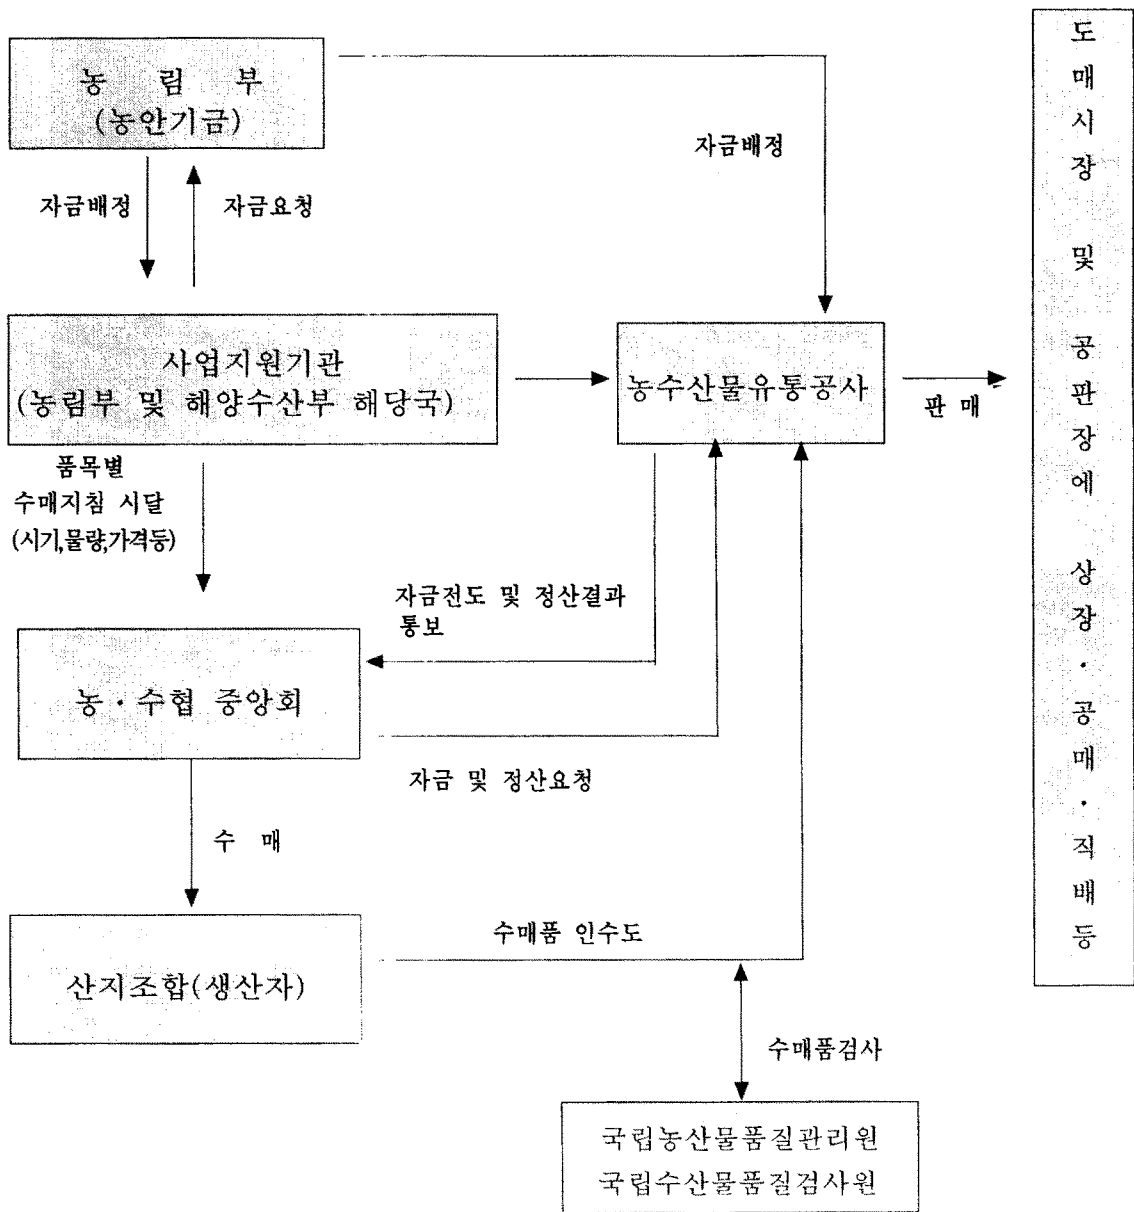 농 림 부
(농안기금)
자금배정
자금배정
자금요청
사업지원기관
(농림부 및 해양수산부 해당국)
농수산물유통공사
판 매
도매시장 및 공판장에 상장·공매·직배등
품목별
수매지침 시달
(시기,물량,가격등)
자금전도 및 정산결과
통보
농·수협 중앙회
자금 및 정산요청
수 매
산지조합(생산자)
수매품 인수도
수매품검사
국립농산물품질관리원
국립수산물품질검사원